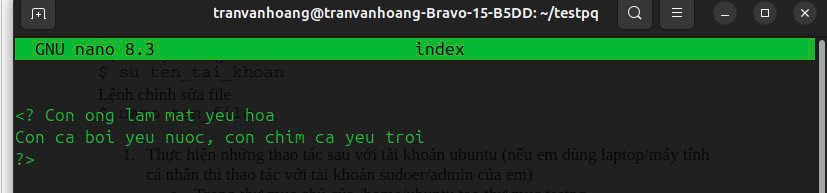 tranvanhoang@tranvanhoang-Bravo-15-B5DD: ~/testpq
GNU nano 8.3 index
$ su ten_tai_khoan
Lệnh chỉnh sửa file
<? Con ong lam mat yeu hoa
Con ca boi yeu nuoc, con chim ca yeu troi
?>
1. Thực hiện những thao tác sau với tài khoản ubuntu (nếu em dùng laptop/máy tính
cá nhân thì thao tác với tài khoản sudoer/admin của em)